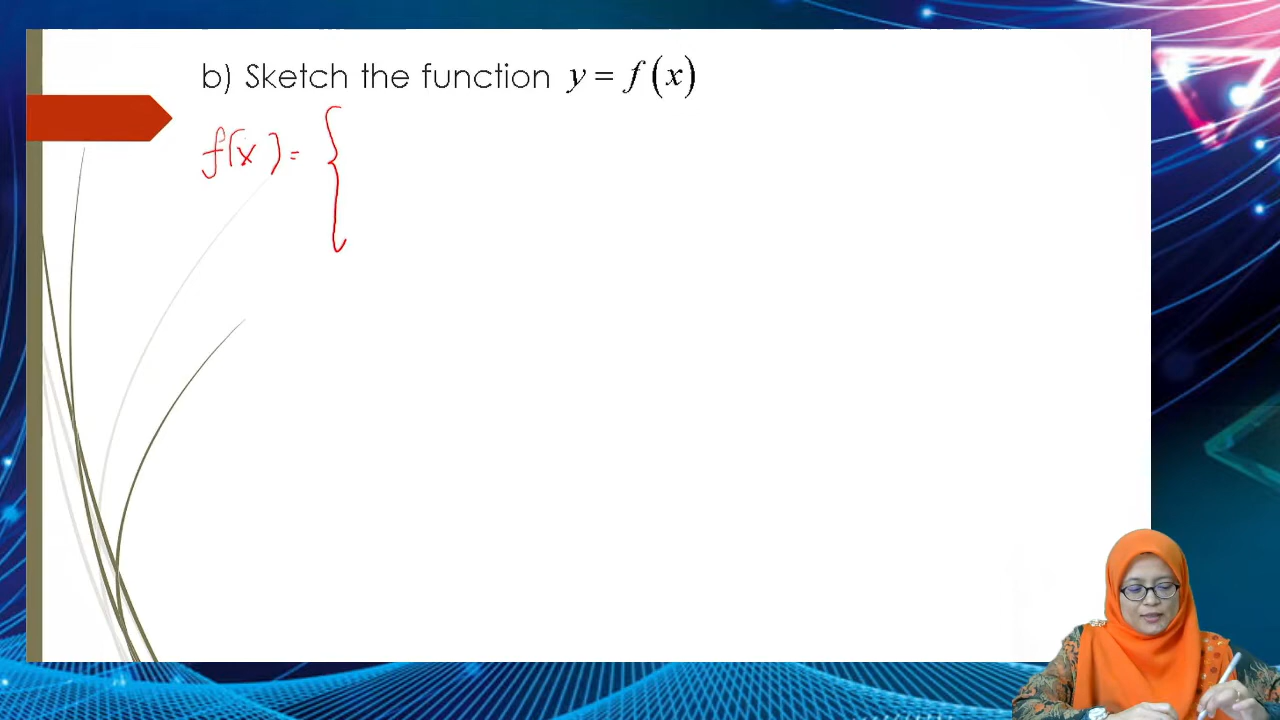 b) Sketch the function y = f(x)
f(x) = {